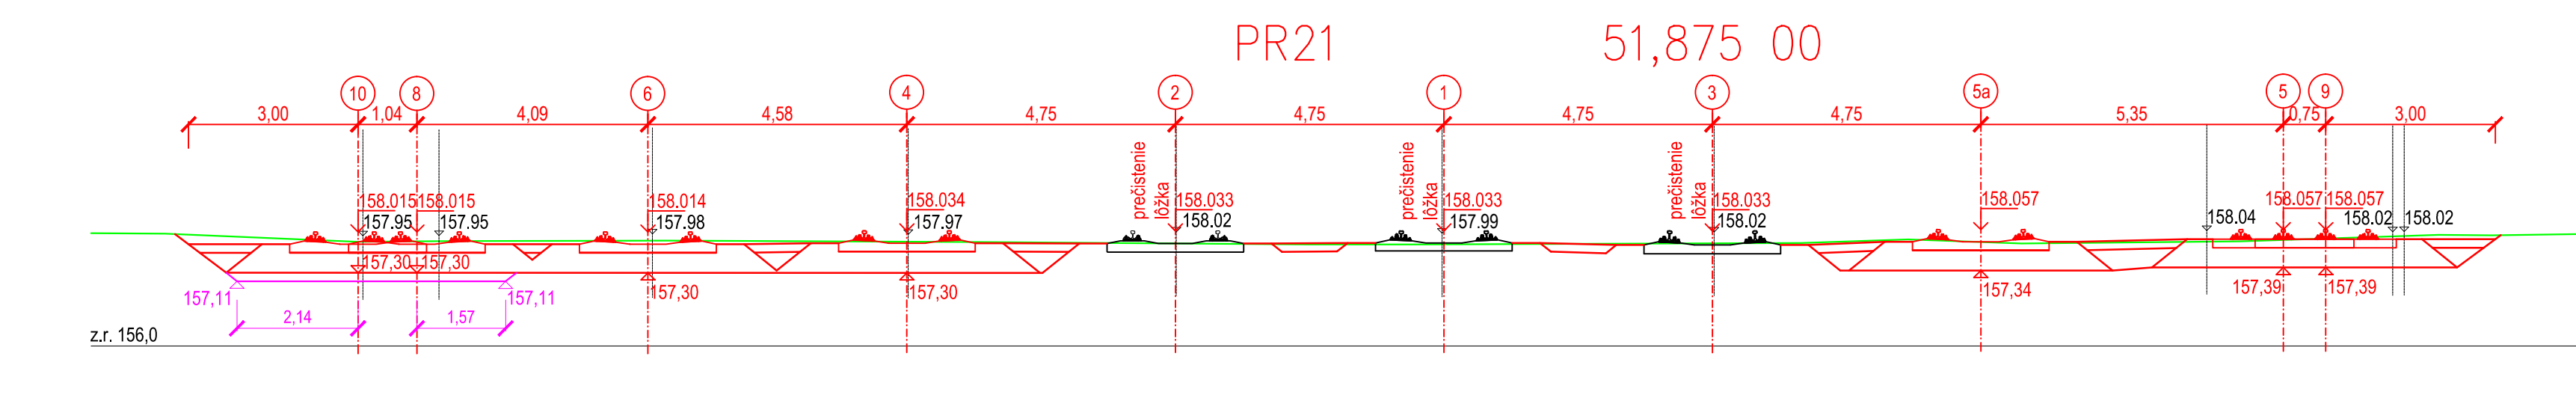 PR21 51,875 00
10 8 6 4 2 1 3 5a 5 9
3,00 1,04 4,09 4,58 4,75 4,75 4,75 4,75 5,35 0,75 3,00
prečistenie
lôžka
prečistenie
lôžka
prečistenie
lôžka
158.015 158.015 158.014 158.034 158.033 158.033 158.033 158.057 158.057 158.057
157.95 157.95 157.98 157.97 158.02 157.99 158.02 158.04 158.02 158.02
157,30 157,30 157,30 157,30 157,34 157,39 157,39
157,11 157,11
2,14 1,57
z.r. 156,0